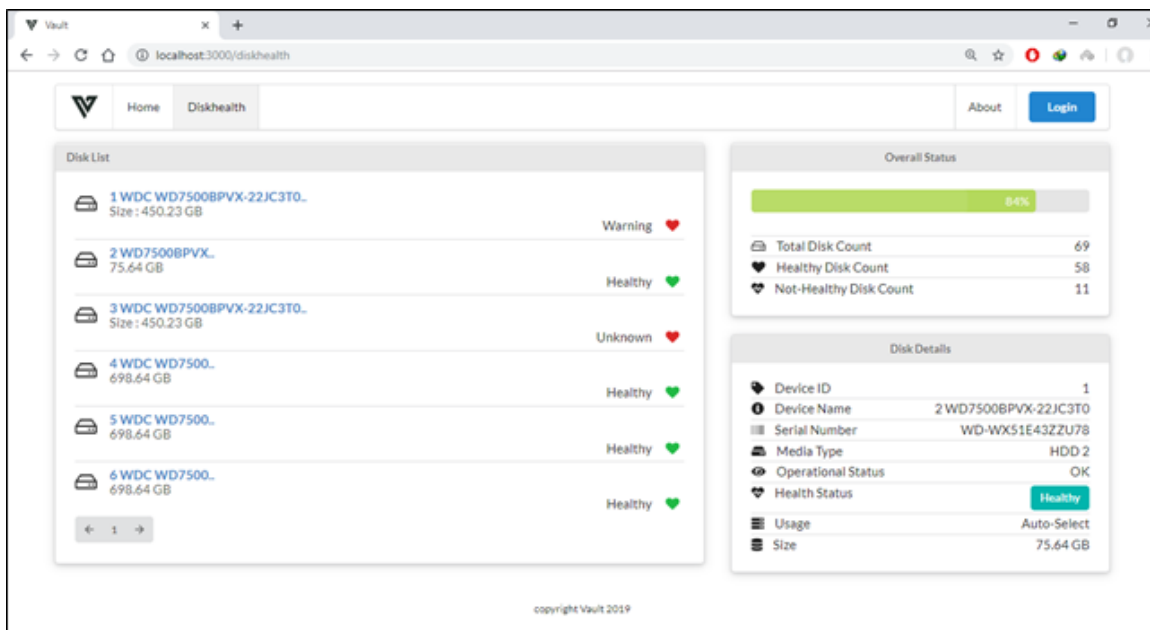 Vault
localhost:3000/diskhealth
Home Diskhealth About Login
Disk List
1 WDC WD7500BPVX-22JC3T0..
Size : 450.23 GB
Warning
2 WD7500BPVX..
75.64 GB
Healthy
3 WDC WD7500BPVX-22JC3T0..
Size : 450.23 GB
Unknown
4 WDC WD7500..
698.64 GB
Healthy
5 WDC WD7500..
698.64 GB
Healthy
6 WDC WD7500..
698.64 GB
Healthy
← 1 →
Overall Status
84%
Total Disk Count 69
Healthy Disk Count 58
Not-Healthy Disk Count 11
Disk Details
Device ID 1
Device Name 2 WD7500BPVX-22JC3T0
Serial Number WD-WX51E43ZZU78
Media Type HDD 2
Operational Status OK
Health Status Healthy
Usage Auto-Select
Size 75.64 GB
copyright Vault 2019